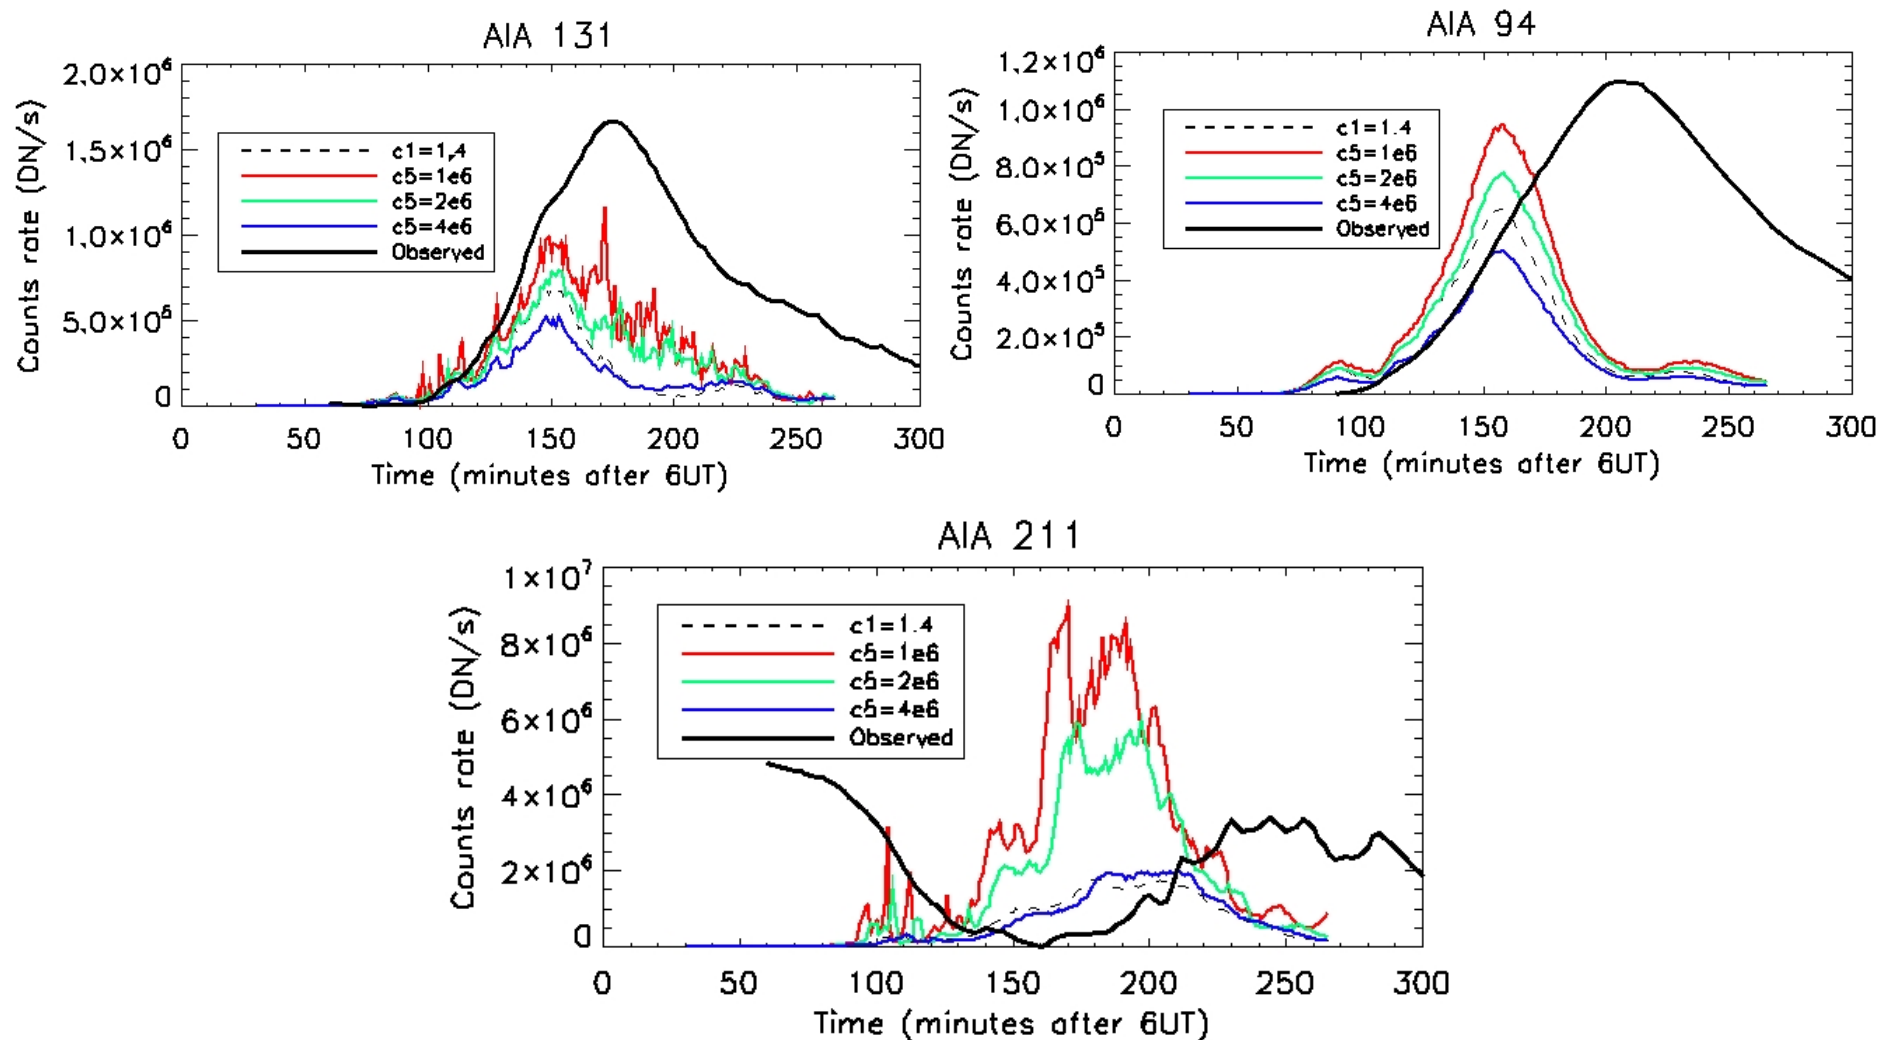 AIA 131
2.0×10⁶
1.5×10⁶
1.0×10⁶
5.0×10⁵
0
Counts rate (DN/s)
c1=1.4
c5=1e6
c5=2e6
c5=4e6
Observed
0 50 100 150 200 250 300
Time (minutes after 6UT)
AIA 94
1.2×10⁶
1.0×10⁶
8.0×10⁵
6.0×10⁵
4.0×10⁵
2.0×10⁵
0
Counts rate (DN/s)
c1=1.4
c5=1e6
c5=2e6
c5=4e6
Observed
0 50 100 150 200 250 300
Time (minutes after 6UT)
AIA 211
1×10⁷
8×10⁶
6×10⁶
4×10⁶
2×10⁶
0
Counts rate (DN/s)
c1=1.4
c5=1e6
c5=2e6
c5=4e6
Observed
0 50 100 150 200 250 300
Time (minutes after 6UT)